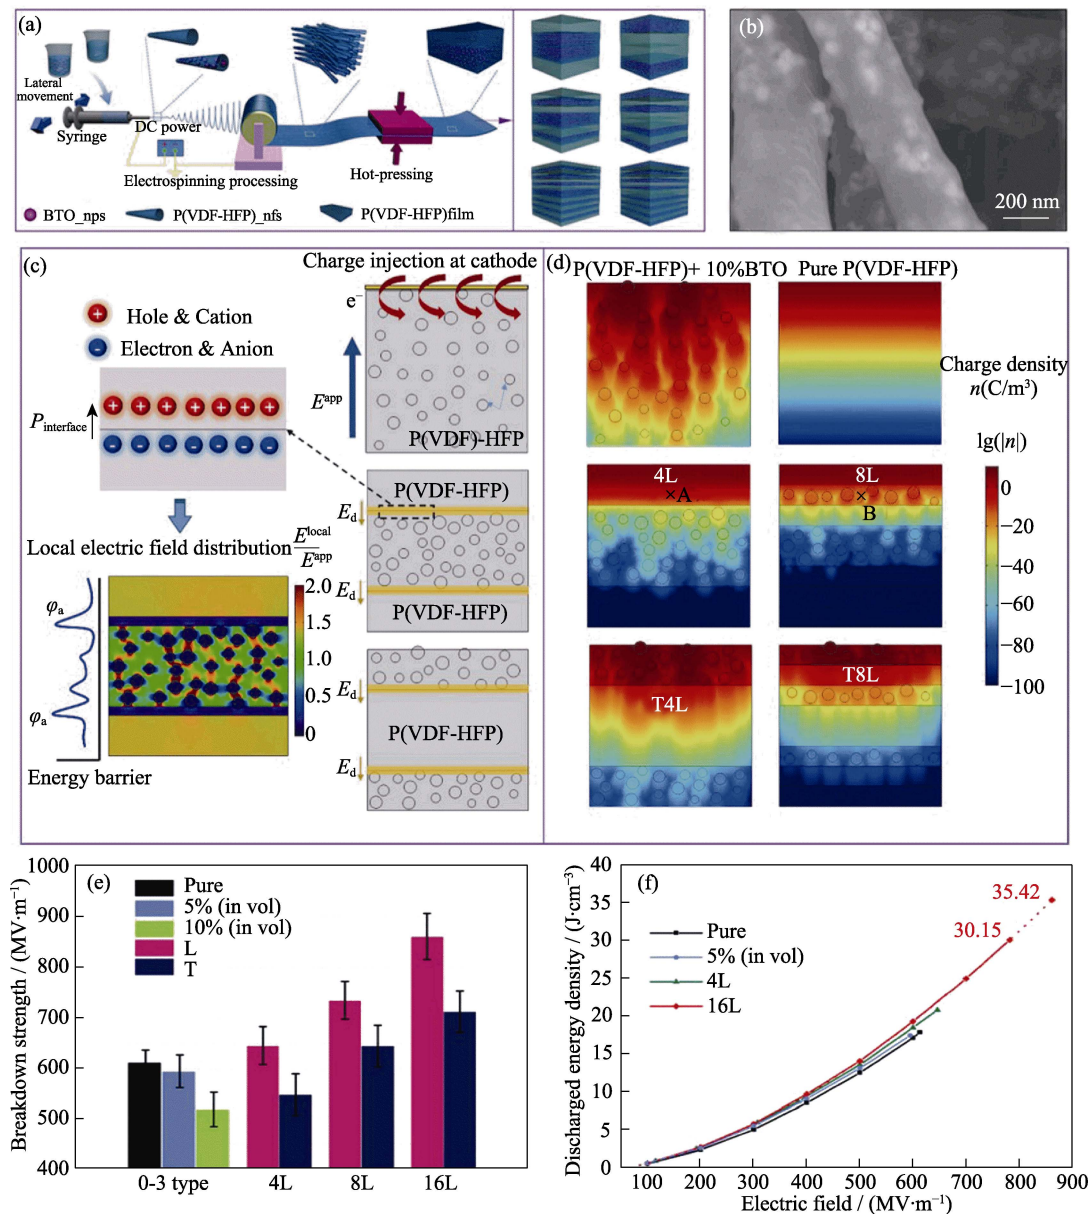 (a)
Lateral
movement
Syringe
DC power
Electrospinning processing
Hot-pressing
BTO_nps
P(VDF-HFP)_nfs
P(VDF-HFP)film
(b)
200 nm
(c)
Charge injection at cathode
e⁻
Hole & Cation
Electron & Anion
E^app
P_interface
P(VDF)-HFP
P(VDF-HFP)
E_d
Local electric field distribution E^local/E^app
E_d
P(VDF-HFP)
2.0
φ_a
1.5
1.0
0.5
φ_a
0
Energy barrier
E_d
P(VDF-HFP)
E_d
(d)
P(VDF-HFP)+ 10%BTO
Pure P(VDF-HFP)
Charge density
n(C/m³)
lg(|n|)
4L
A
8L
B
0
−20
−40
−60
−80
−100
T4L
T8L
(e)
Breakdown strength / (MV·m⁻¹)
1000
900
800
700
600
500
400
Pure
5% (in vol)
10% (in vol)
L
T
0-3 type
4L
8L
16L
(f)
Discharged energy density / (J·cm⁻³)
40
35
30
25
20
15
10
5
0
Pure
5% (in vol)
4L
16L
35.42
30.15
100 200 300 400 500 600 700 800 900
Electric field / (MV·m⁻¹)